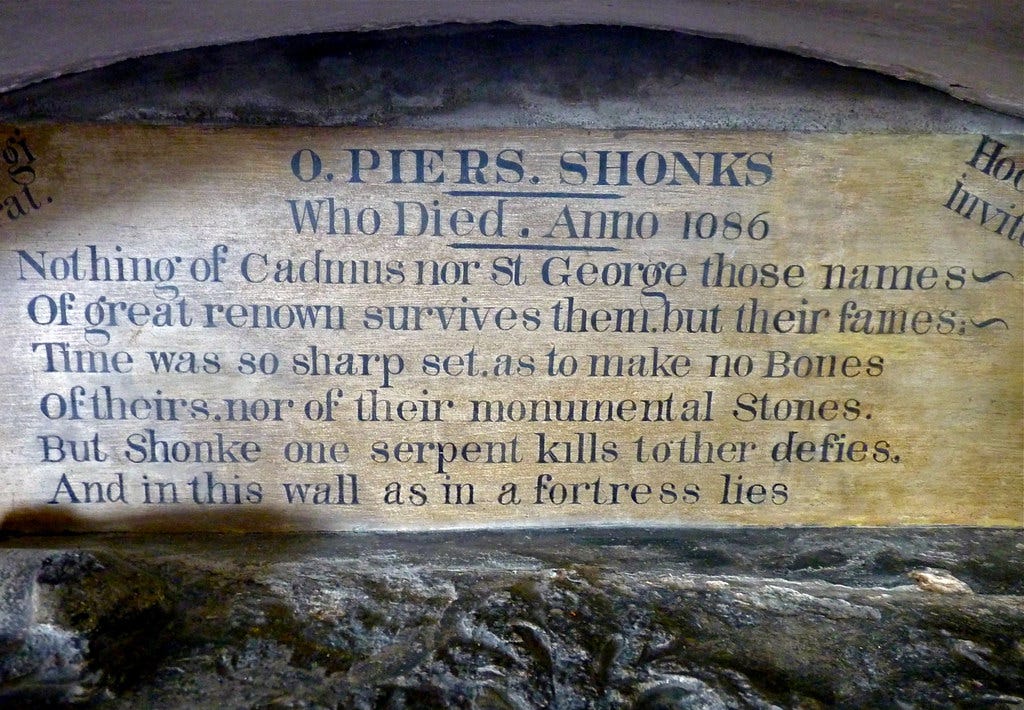 O. PIERS. SHONKS
Who Died. Anno 1086
Nothing of Cadmus nor St George those names
Of great renown survives them.but their fames:
Time was so sharp set.as to make no Bones
Of theirs.nor of their monumental Stones.
But Shonke one serpent kills to'ther defies.
And in this wall as in a fortress lies